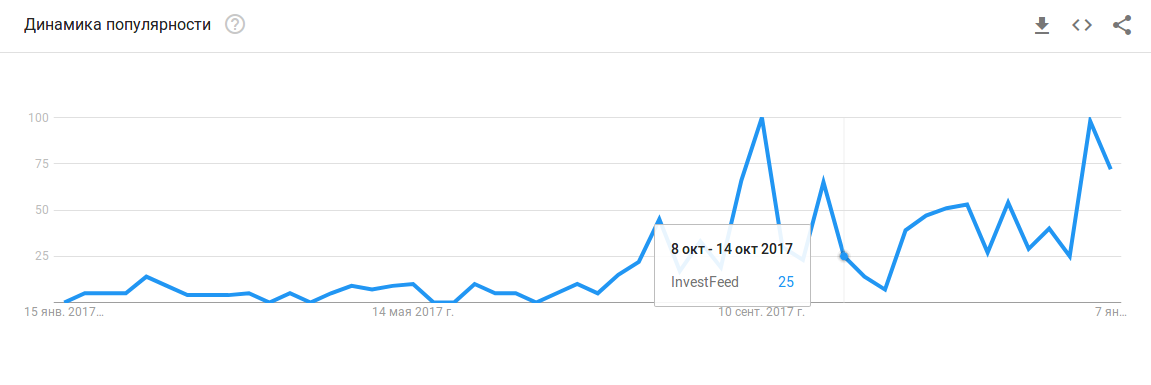 Динамика популярности ?
100
75
50
25
8 окт - 14 окт 2017
InvestFeed 25
15 янв. 2017… 14 мая 2017 г. 10 сент. 2017 г. 7 ян…